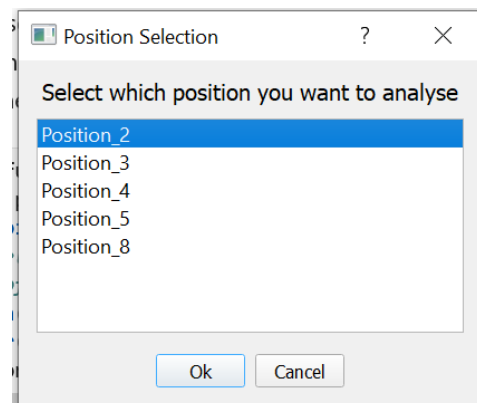 Position Selection ?
Select which position you want to analyse
Position_2
Position_3
Position_4
Position_5
Position_8
Ok Cancel